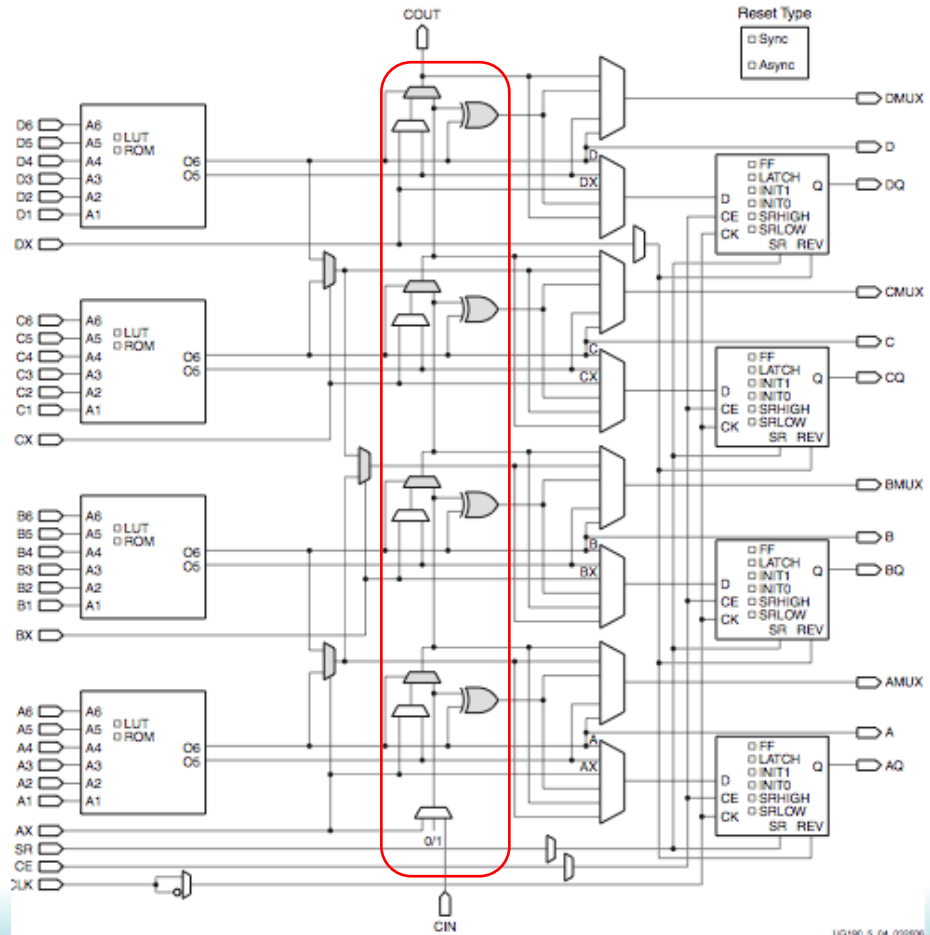 COUT
Reset Type
Sync
Async
DMUX
D6 A6
D5 A5 LUT
D4 A4 ROM
D3 A3 O6
D2 A2 O5
D1 A1
DX
D
DX
D
FF
LATCH
INIT1
INIT0
D
CE SRHIGH
CK SRLOW
SR REV
Q
DQ
C6 A6
C5 A5 LUT
C4 A4 ROM
C3 A3 O6
C2 A2 O5
C1 A1
CX
CMUX
C
CX
C
FF
LATCH
INIT1
INIT0
D
CE SRHIGH
CK SRLOW
SR REV
Q
CQ
B6 A6
B5 A5 LUT
B4 A4 ROM
B3 A3 O6
B2 A2 O5
B1 A1
BX
BMUX
B
BX
B
FF
LATCH
INIT1
INIT0
D
CE SRHIGH
CK SRLOW
SR REV
Q
BQ
A6 A6
A5 A5 LUT
A4 A4 ROM
A3 A3 O6
A2 A2 O5
A1 A1
AX
AMUX
A
AX
A
FF
LATCH
INIT1
INIT0
D
CE SRHIGH
CK SRLOW
SR REV
Q
AQ
0/1
SR
CE
CLK
CIN